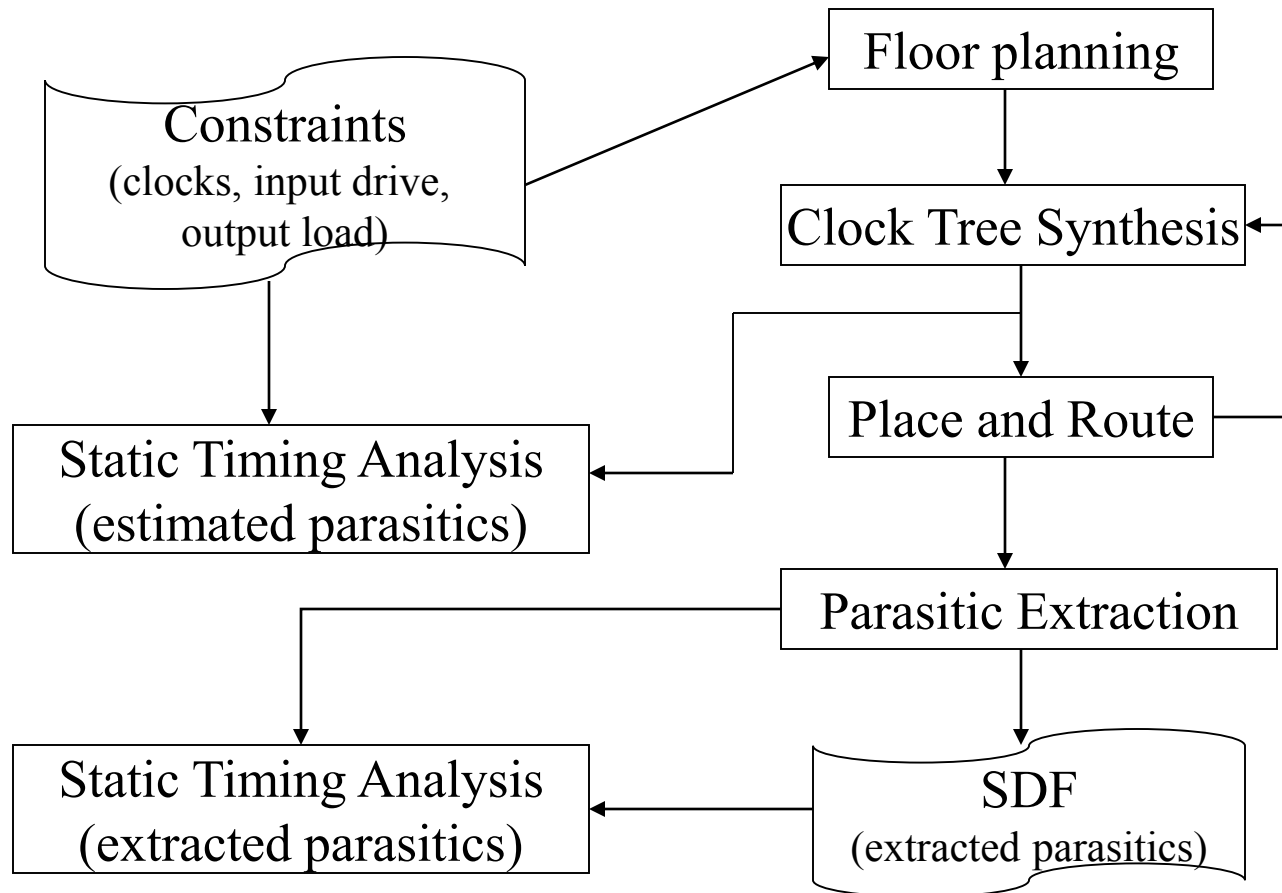 Floor planning
Constraints
(clocks, input drive,
output load)
Clock Tree Synthesis
Place and Route
Static Timing Analysis
(estimated parasitics)
Parasitic Extraction
Static Timing Analysis
(extracted parasitics)
SDF
(extracted parasitics)